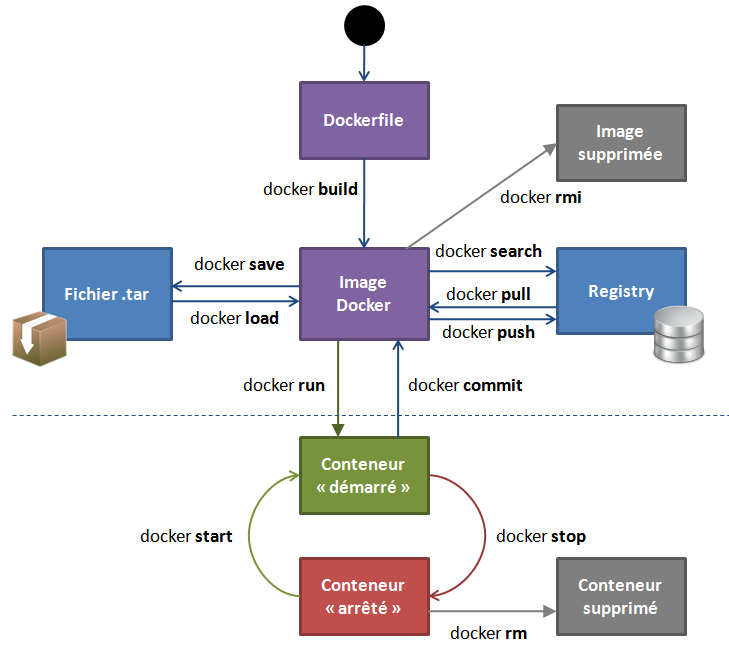 Dockerfile
Image
supprimée
docker build
docker rmi
docker search
docker save
Image
Docker
Fichier .tar
docker pull
Registry
docker load
docker push
docker run
docker commit
Conteneur
« démarré »
docker start
docker stop
Conteneur
« arrêté »
Conteneur
supprimé
docker rm